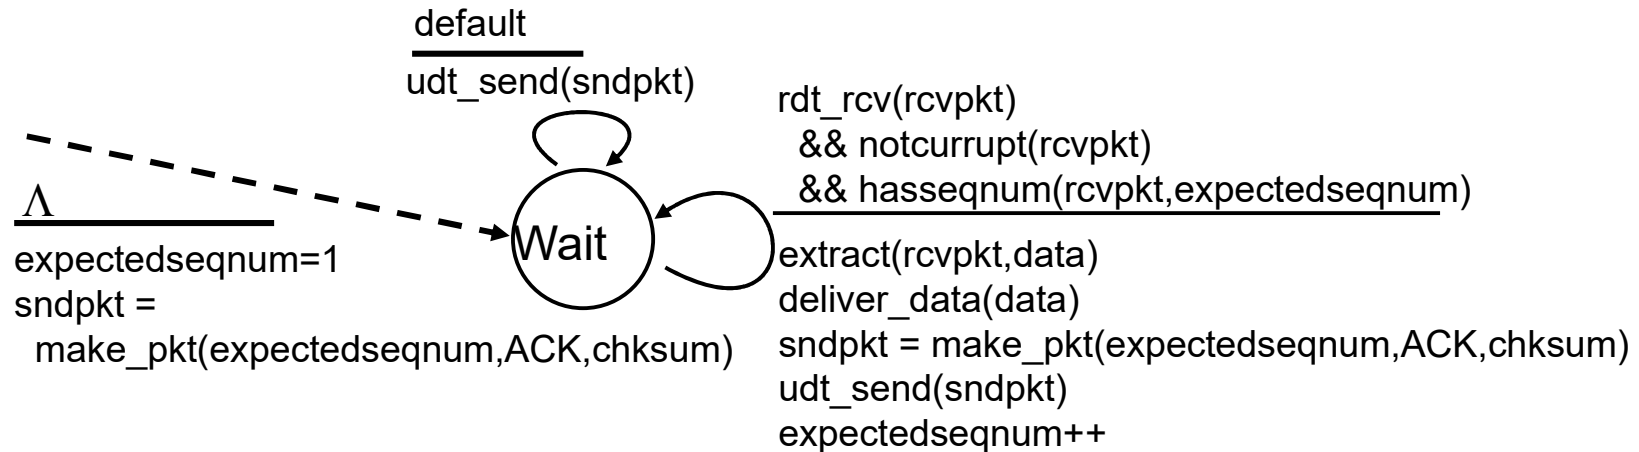 default
udt_send(sndpkt)
rdt_rcv(rcvpkt)
&& notcurrupt(rcvpkt)
&& hasseqnum(rcvpkt,expectedseqnum)
Λ
Wait
expectedseqnum=1
sndpkt =
make_pkt(expectedseqnum,ACK,chksum)
extract(rcvpkt,data)
deliver_data(data)
sndpkt = make_pkt(expectedseqnum,ACK,chksum)
udt_send(sndpkt)
expectedseqnum++